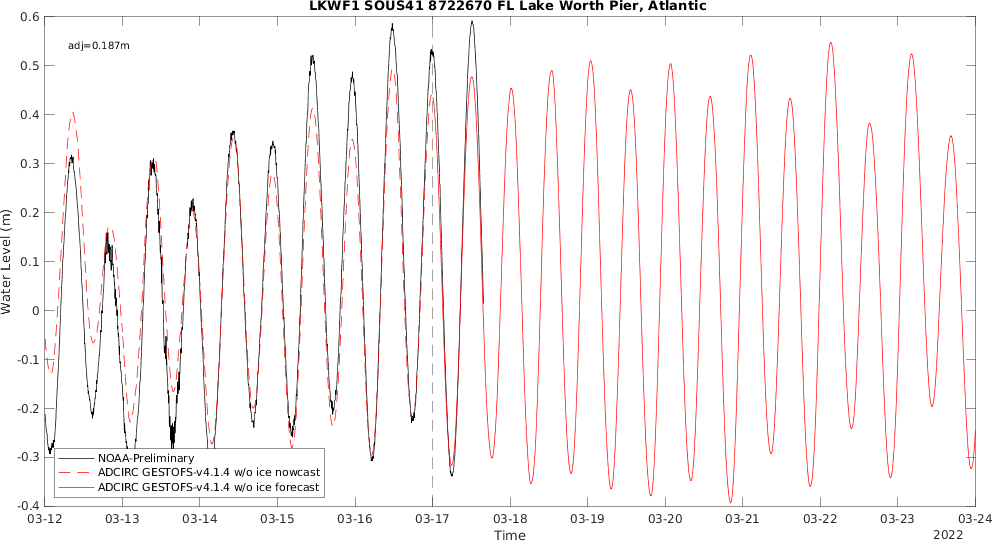 LKWF1 SOUS41 8722670 FL Lake Worth Pier, Atlantic
0.6
adj=0.187m
0.5
0.4
0.3
0.2
0.1
0
-0.1
-0.2
-0.3
-0.4
Water Level (m)
NOAA-Preliminary
ADCIRC GESTOFS-v4.1.4 w/o ice nowcast
ADCIRC GESTOFS-v4.1.4 w/o ice forecast
03-12 03-13 03-14 03-15 03-16 03-17 03-18 03-19 03-20 03-21 03-22 03-23 03-24
Time
2022